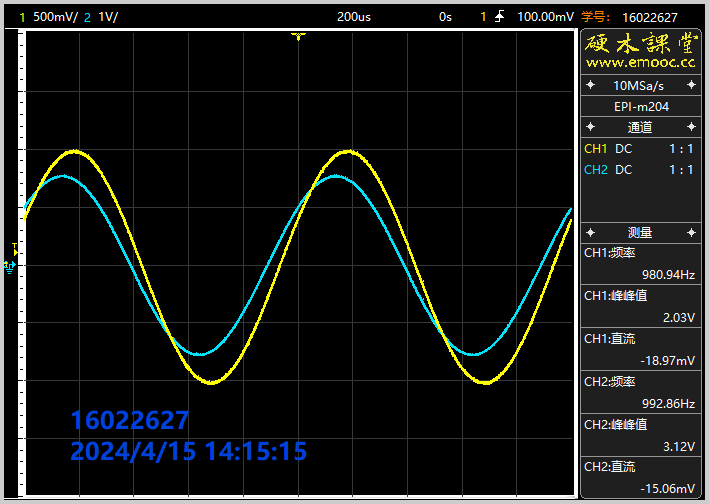 1 500mV/ 2 1V/ 200us 0s 1 100.00mV 学号: 16022627
硬木課堂
www.emooc.cc
10MSa/s
EPI-m204
通道
CH1 DC 1 : 1
CH2 DC 1 : 1
测量
CH1:频率
980.94Hz
CH1:峰峰值
2.03V
CH1:直流
-18.97mV
CH2:频率
992.86Hz
CH2:峰峰值
3.12V
CH2:直流
-15.06mV
T
16022627
2024/4/15 14:15:15